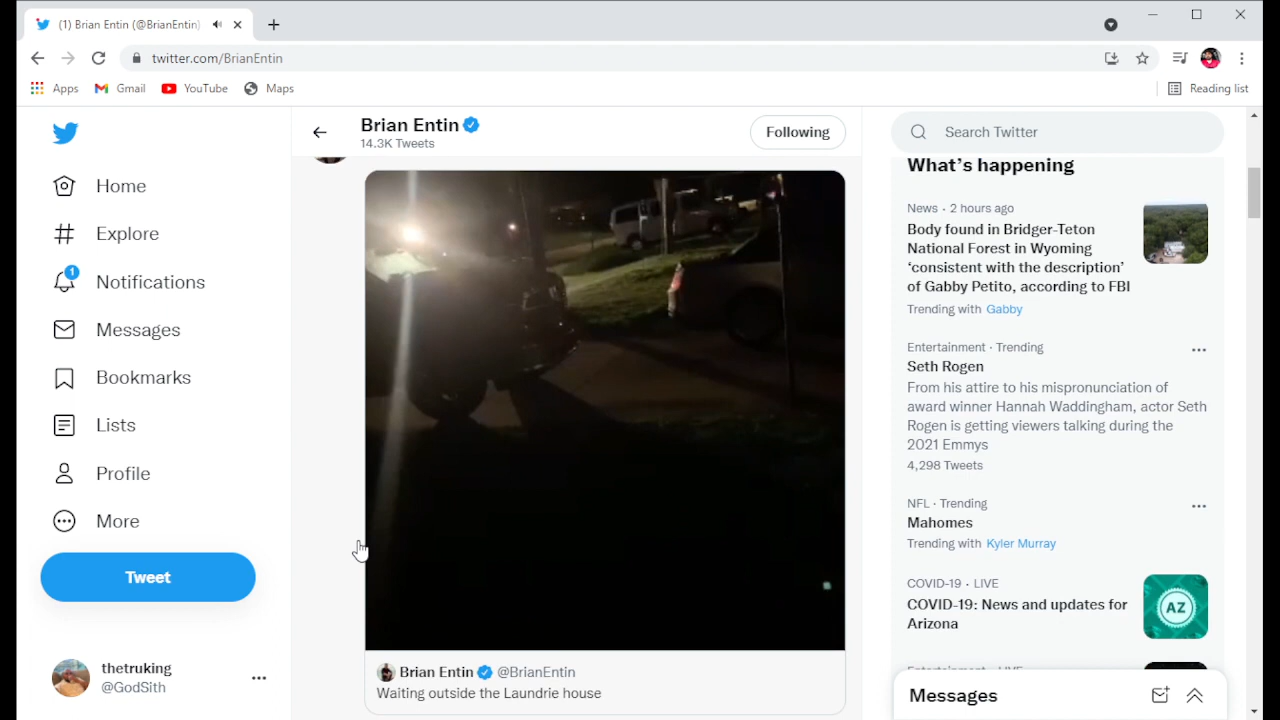 (1) Brian Entin (@BrianEntin)
twitter.com/BrianEntin
Apps
Gmail
YouTube
Maps
Reading list
Home
Explore
1
Notifications
Messages
Bookmarks
Lists
Profile
More
Tweet
thetruking
@GodSith
Brian Entin
14.3K Tweets
Following
Brian Entin @BrianEntin
Waiting outside the Laundrie house
Search Twitter
What's happening
News · 2 hours ago
Body found in Bridger-Teton
National Forest in Wyoming
‘consistent with the description’
of Gabby Petito, according to FBI
Trending with Gabby
Entertainment · Trending
Seth Rogen
From his attire to his mispronunciation of
award winner Hannah Waddingham, actor Seth
Rogen is getting viewers talking during the
2021 Emmys
4,298 Tweets
NFL · Trending
Mahomes
Trending with Kyler Murray
COVID-19 · LIVE
COVID-19: News and updates for
Arizona
AZ
Messages